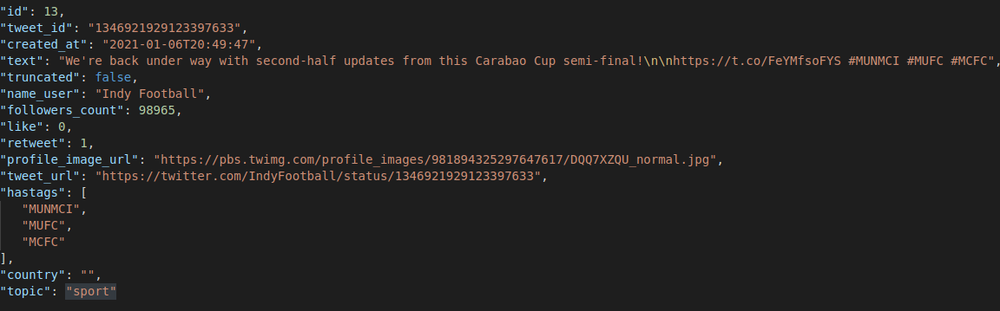 "id": 13,
"tweet_id": "1346921929123397633",
"created_at": "2021-01-06T20:49:47",
"text": "We're back under way with second-half updates from this Carabao Cup semi-final!\n\nhttps://t.co/FeYMfsoFYS #MUNMCI #MUFC #MCFC",
"truncated": false,
"name_user": "Indy Football",
"followers_count": 98965,
"like": 0,
"retweet": 1,
"profile_image_url": "https://pbs.twimg.com/profile_images/981894325297647617/DQQ7XZQU_normal.jpg",
"tweet_url": "https://twitter.com/IndyFootball/status/1346921929123397633",
"hastags": [
"MUNMCI",
"MUFC",
"MCFC"
],
"country": "",
"topic": "sport"